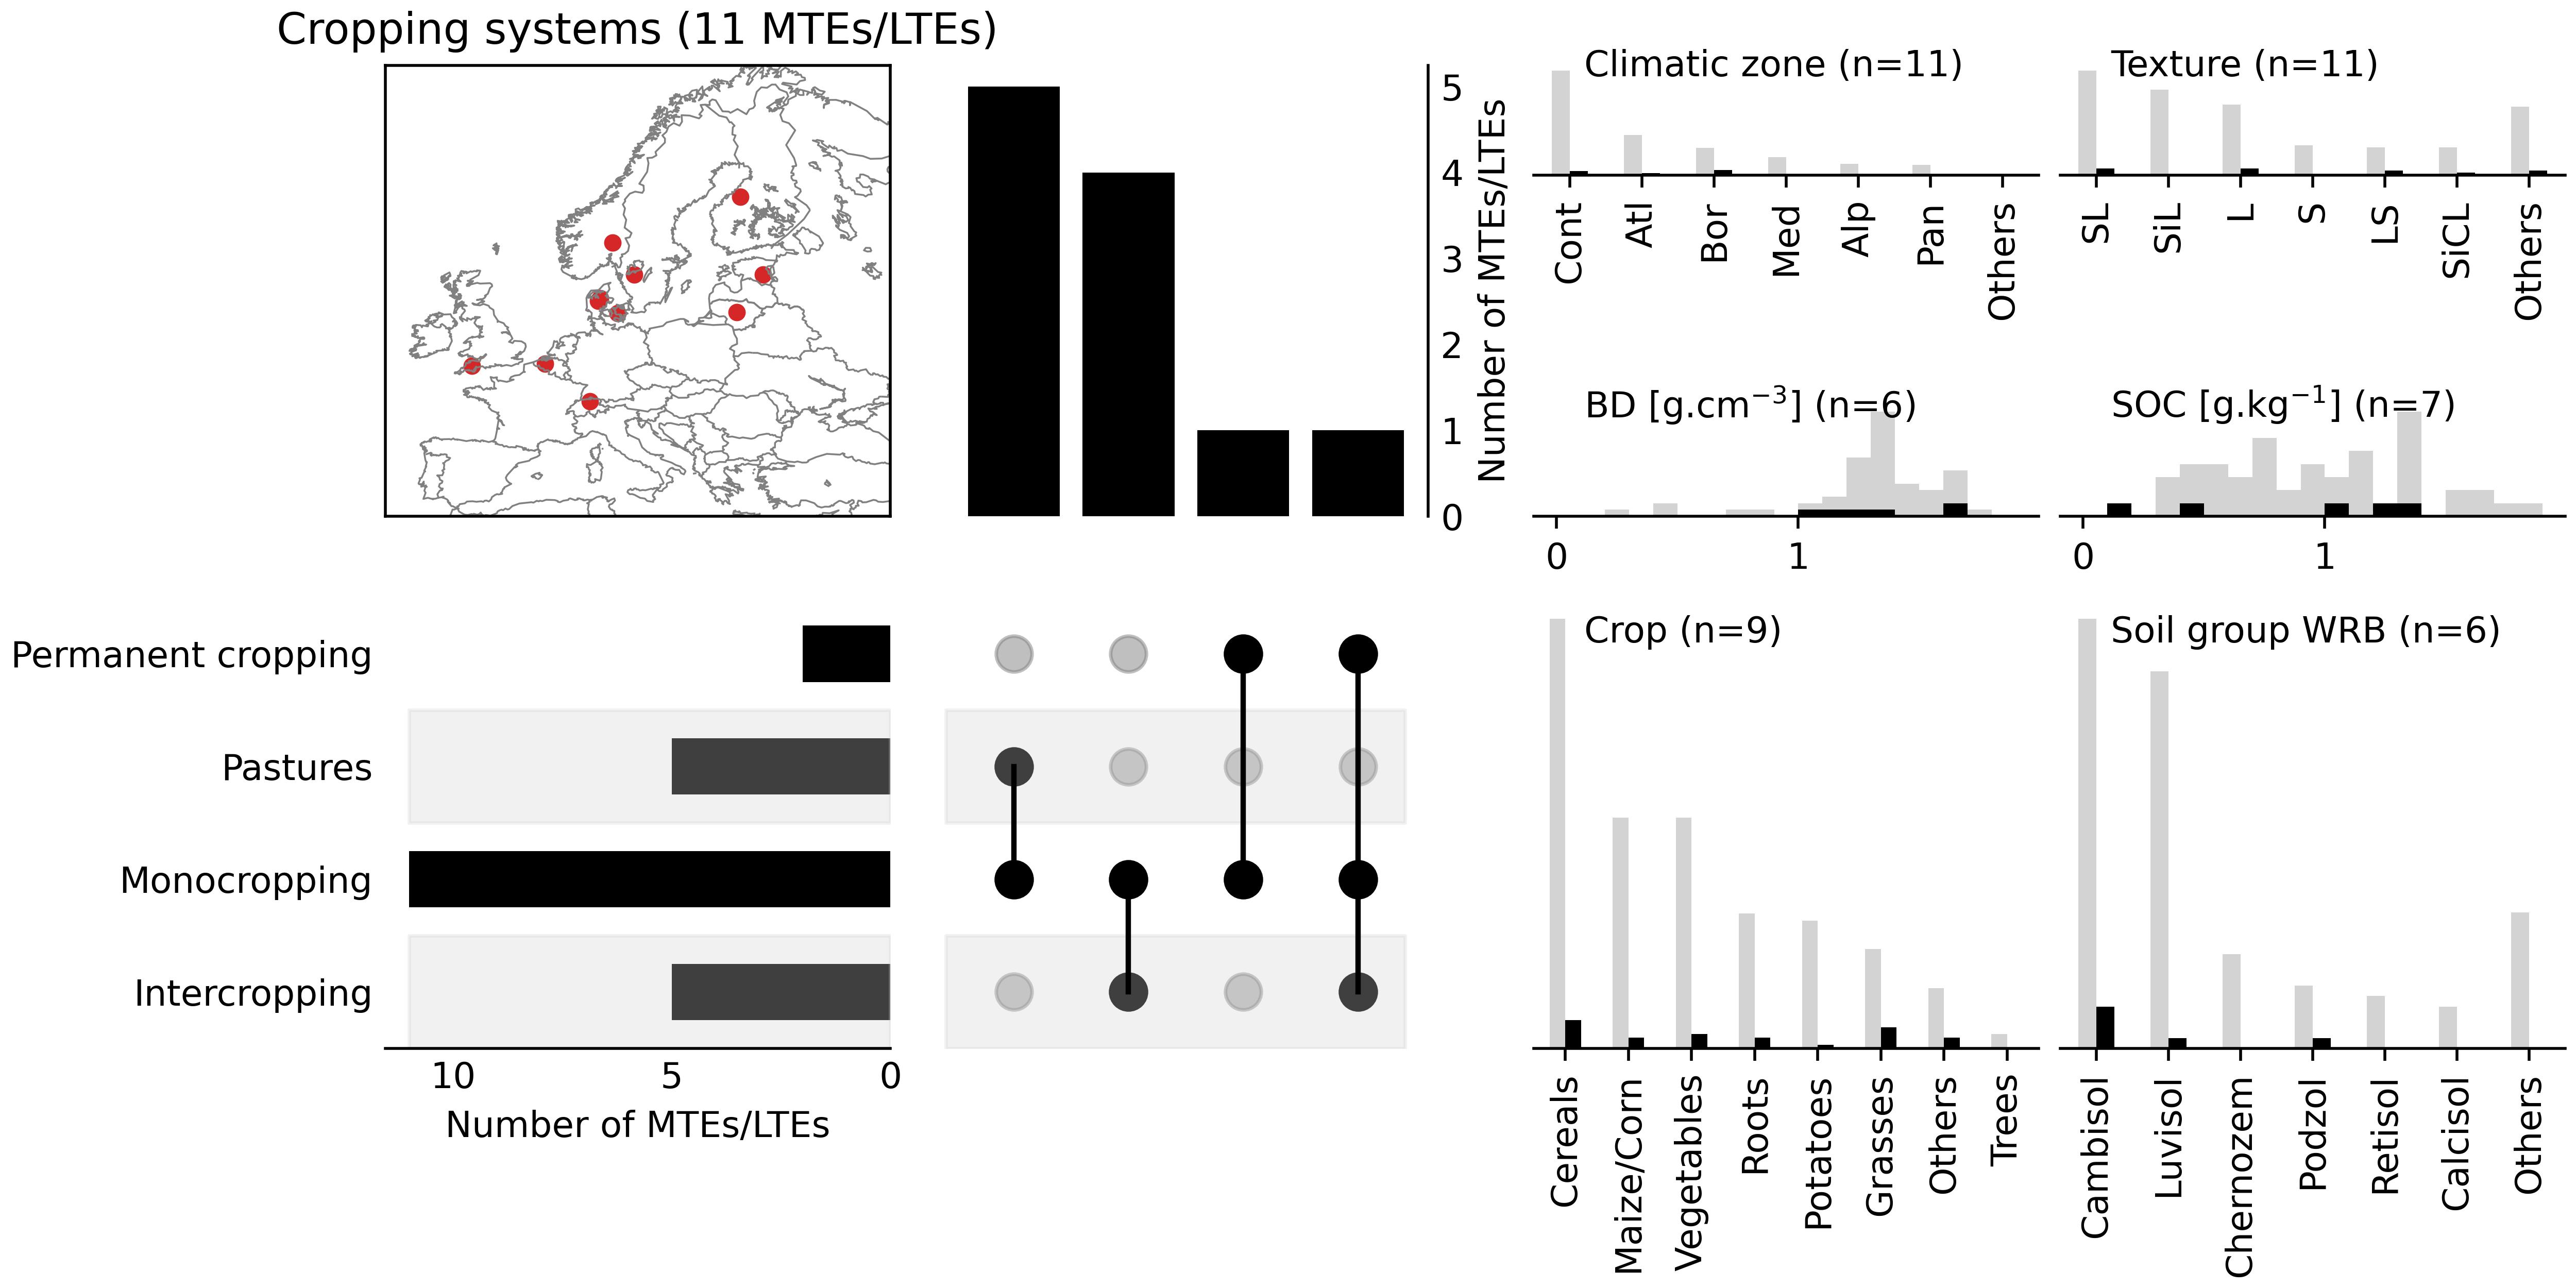 Cropping systems (11 MTEs/LTEs)
5
4
3
2
1
0
Number of MTEs/LTEs
Climatic zone (n=11)
Cont
Atl
Bor
Med
Alp
Pan
Others
Texture (n=11)
SL
SiL
L
S
LS
SiCL
Others
BD [g.cm⁻³] (n=6)
0
1
SOC [g.kg⁻¹] (n=7)
0
1
Permanent cropping
Pastures
Monocropping
Intercropping
10
5
0
Number of MTEs/LTEs
Crop (n=9)
Cereals
Maize/Corn
Vegetables
Roots
Potatoes
Grasses
Others
Trees
Soil group WRB (n=6)
Cambisol
Luvisol
Chernozem
Podzol
Retisol
Calcisol
Others